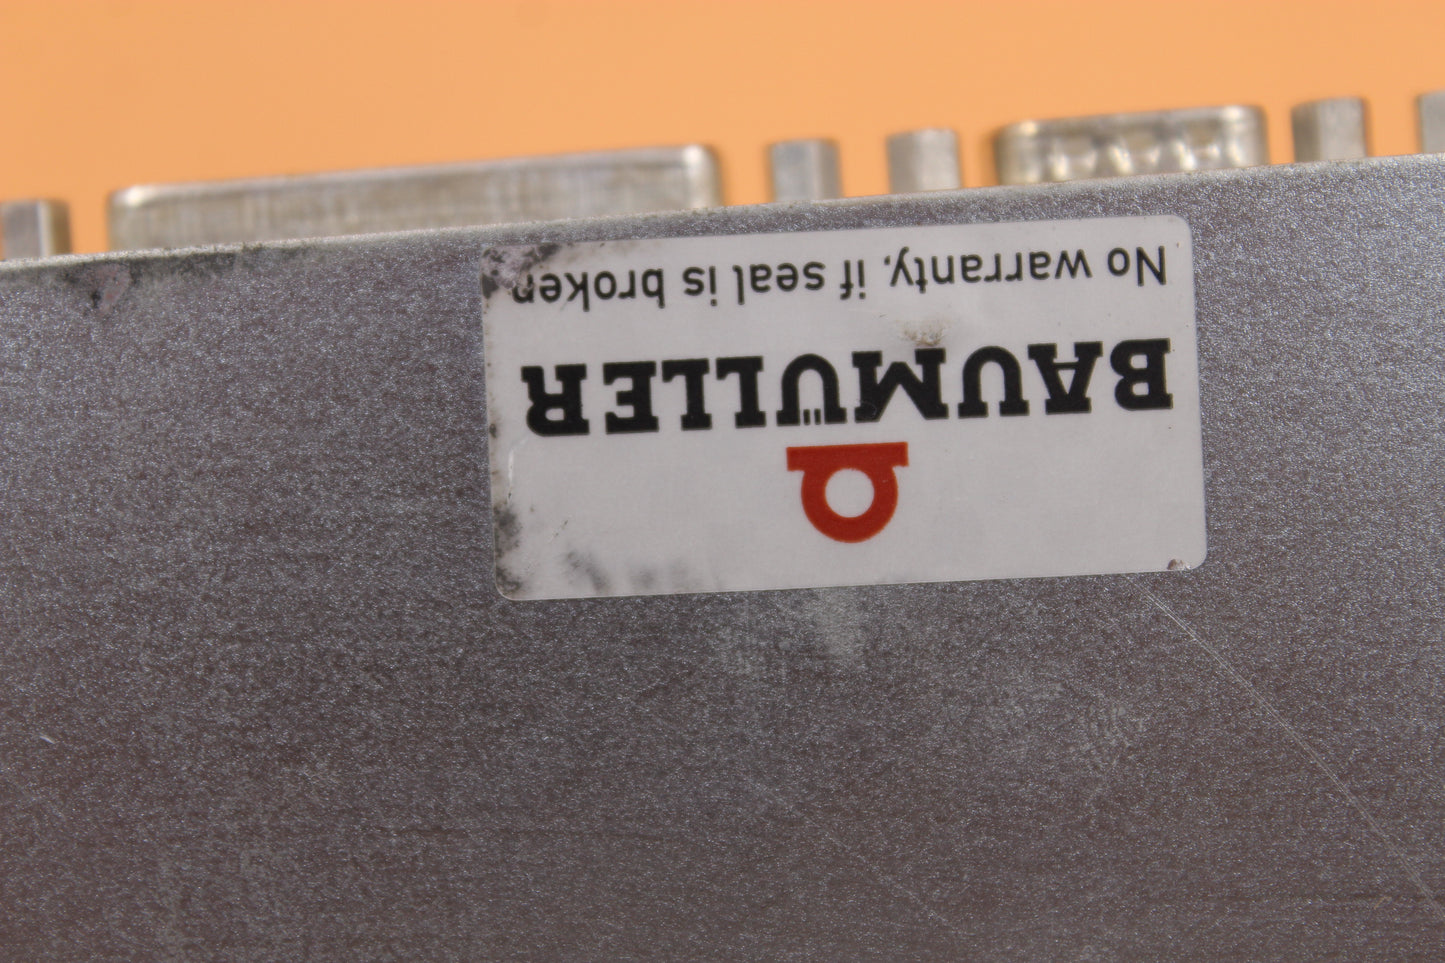 BAUMÜLLER
No warranty, if seal is broken